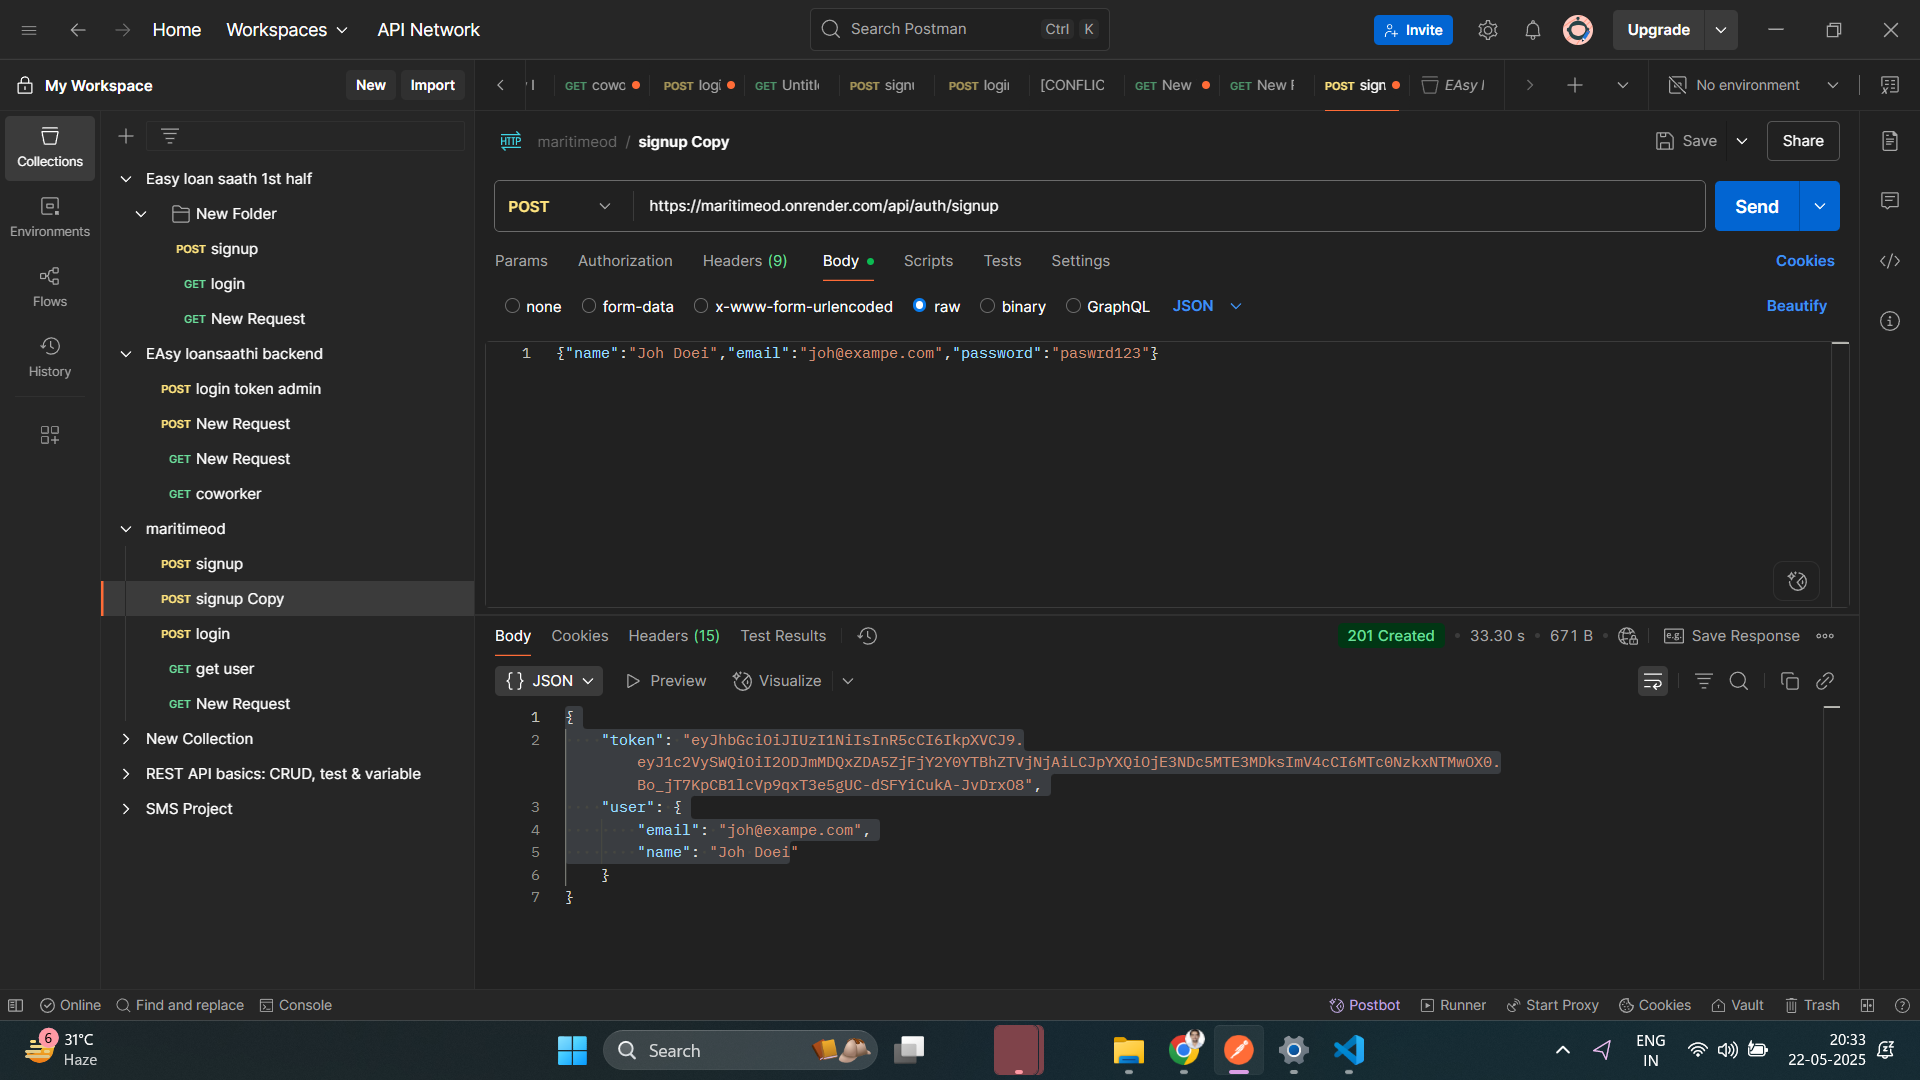 Home
Workspaces
API Network
Search Postman
Ctrl K
Invite
Upgrade
My Workspace
New
Import
GET cowo
POST logi
GET Untitle
POST signu
POST login
[CONFLIC
GET New
GET New F
POST sign
EAsy l
No environment
Collections
Environments
Flows
History
Easy loan saath 1st half
New Folder
POST signup
GET login
GET New Request
EAsy loansaathi backend
POST login token admin
POST New Request
GET New Request
GET coworker
maritimeod
POST signup
POST signup Copy
POST login
GET get user
GET New Request
New Collection
REST API basics: CRUD, test & variable
SMS Project
HTTP maritimeod / signup Copy
Save
Share
POST
https://maritimeod.onrender.com/api/auth/signup
Send
Params
Authorization
Headers (9)
Body
Scripts
Tests
Settings
Cookies
none
form-data
x-www-form-urlencoded
raw
binary
GraphQL
JSON
Beautify
1 {"name":"Joh Doei","email":"joh@exampe.com","password":"paswrd123"}
Body
Cookies
Headers (15)
Test Results
201 Created
33.30 s
671 B
e.g. Save Response
{} JSON
Preview
Visualize
1 {
2 "token": "eyJhbGciOiJIUzI1NiIsInR5cCI6IkpXVCJ9.
eyJ1c2VySWQiOiI2ODJmMDQxZDA5ZjFjY2Y0YTBhZTVjNjAiLCJpYXQiOjE3NDc5MTE3MDksImV4cCI6MTc0NzkxNTMwOX0.
Bo_jT7KpCB1lcVp9qxT3e5gUC-dSFYiCukA-JvDrxO8",
3 "user": {
4 "email": "joh@exampe.com",
5 "name": "Joh Doei"
6 }
7 }
Online
Find and replace
Console
Postbot
Runner
Start Proxy
Cookies
Vault
Trash
6
31°C
Haze
Search
ENG
IN
20:33
22-05-2025